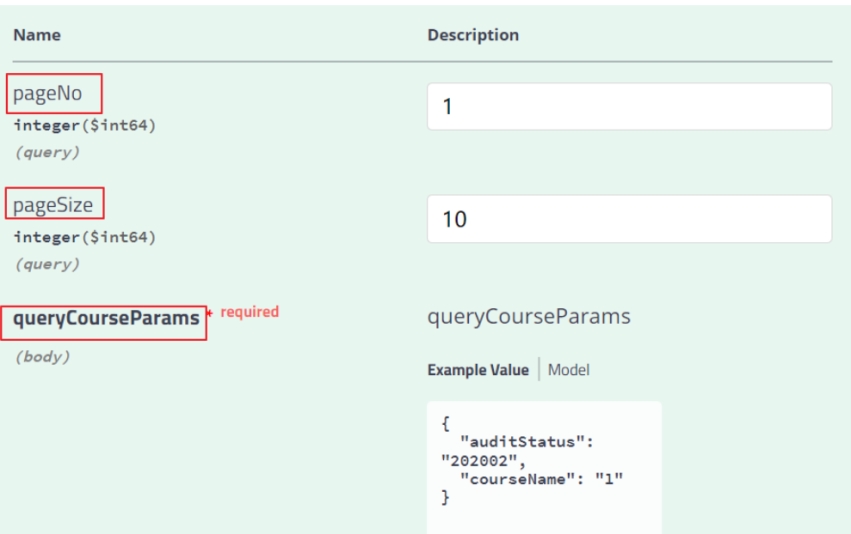 Name Description
pageNo
1
integer($int64)
(query)
pageSize
10
integer($int64)
(query)
queryCourseParams * required
queryCourseParams
(body)
Example Value | Model
{
"auditStatus":
"202002",
"courseName": "1"
}